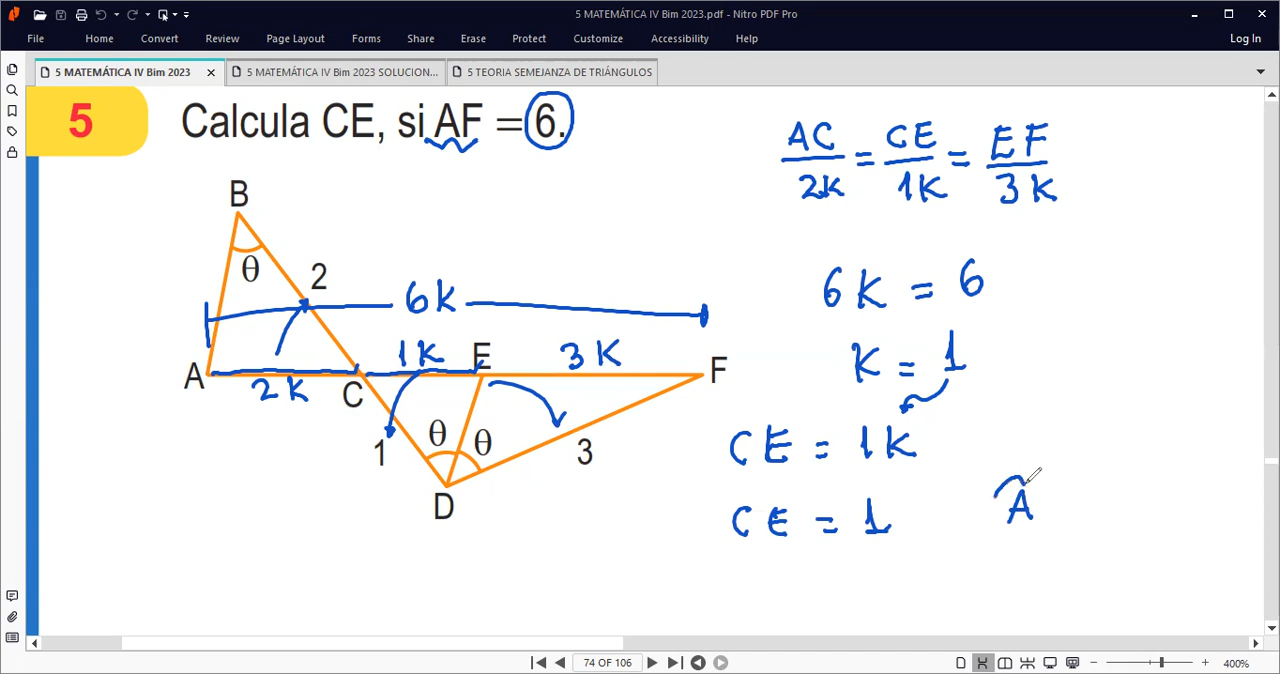 5 MATEMÁTICA IV Bim 2023.pdf - Nitro PDF Pro
File Home Convert Review Page Layout Forms Share Erase Protect Customize Accessibility Help Log In
5 MATEMÁTICA IV Bim 2023 5 MATEMÁTICA IV Bim 2023 SOLUCION... 5 TEORIA SEMEJANZA DE TRIÁNGULOS
5 Calcula CE, si AF = 6.
AC/2K = CE/1K = EF/3K
B
θ 2
6K
6K = 6
A 2K C 1K E 3K F
K = 1
1 θ θ 3
CE = 1K
D
CE = 1 A
74 OF 106 400%